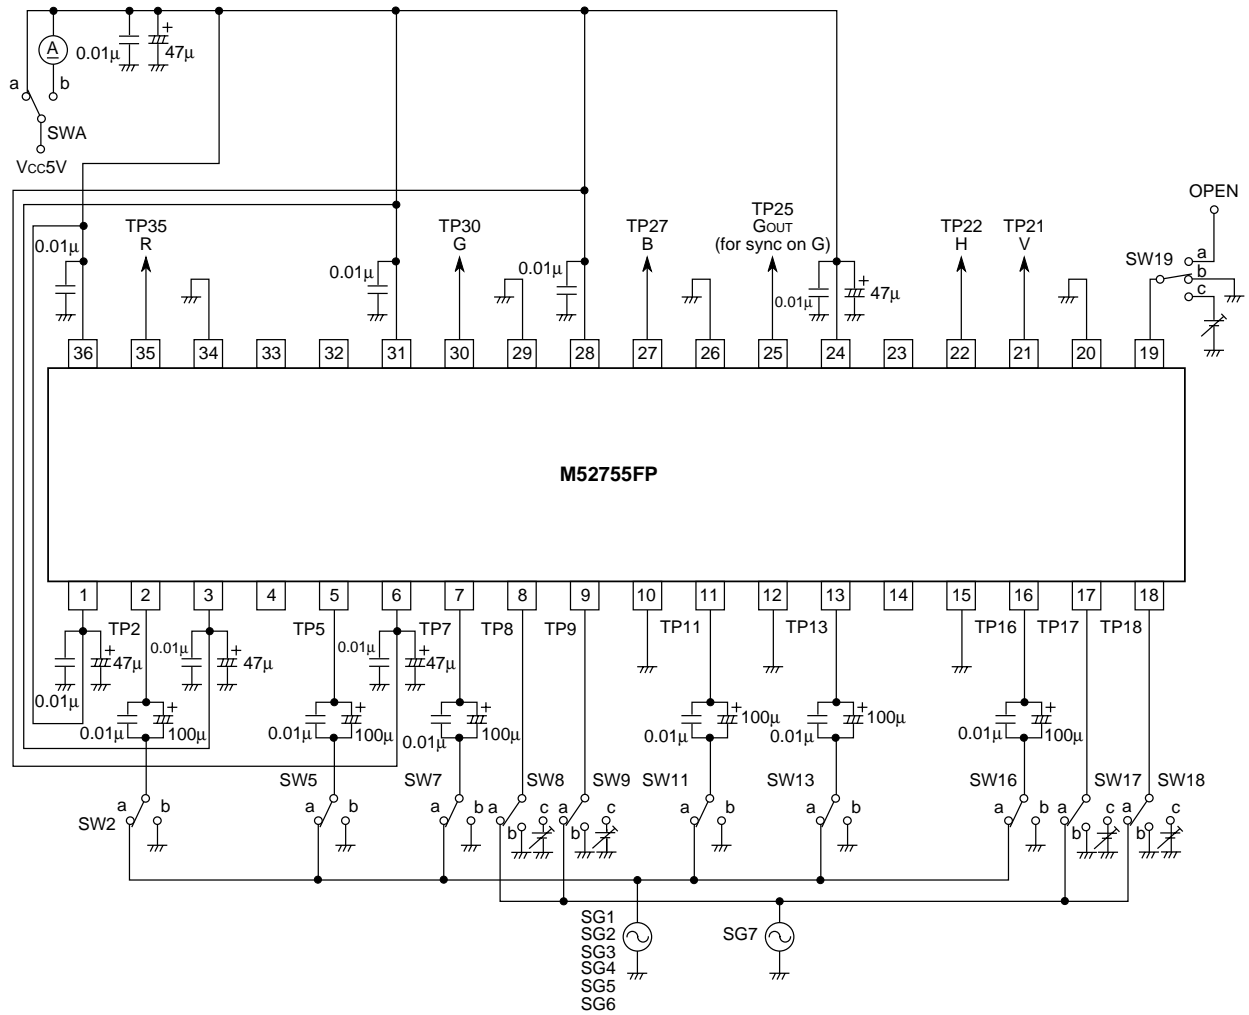 A
0.01µ
+
47µ
a
b
SWA
Vcc5V
OPEN
TP35
R
TP30
G
TP27
B
TP25
GOUT
(for sync on G)
TP22
H
TP21
V
SW19
a
b
c
0.01µ
0.01µ
0.01µ
0.01µ
+
47µ
36 35 34 33 32 31 30 29 28 27 26 25 24 23 22 21 20 19
M52755FP
1 2 3 4 5 6 7 8 9 10 11 12 13 14 15 16 17 18
TP2
TP5
TP7
TP8
TP9
TP11
TP13
TP16
TP17
TP18
+
47µ
0.01µ
0.01µ
+
47µ
0.01µ
+
47µ
0.01µ
+
100µ
0.01µ
+
100µ
0.01µ
+
100µ
0.01µ
+
100µ
0.01µ
+
100µ
0.01µ
+
100µ
SW2
a
b
SW5
a
b
SW7
a
b
SW8
a
b
c
SW9
a
b
c
SW11
a
b
SW13
a
b
SW16
a
b
SW17
a
b
c
SW18
a
b
c
SG1
SG2
SG3
SG4
SG5
SG6
SG7